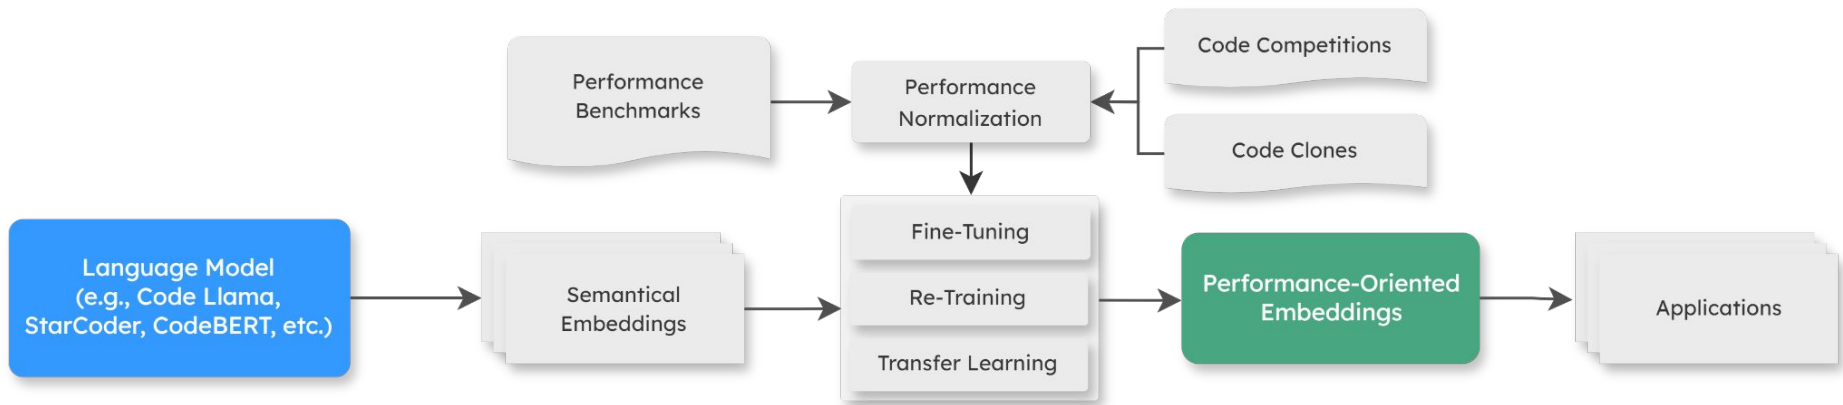 Performance
Benchmarks
Performance
Normalization
Code Competitions
Code Clones
Language Model
(e.g., Code Llama,
StarCoder, CodeBERT, etc.)
Semantical
Embeddings
Fine-Tuning
Re-Training
Transfer Learning
Performance-Oriented
Embeddings
Applications